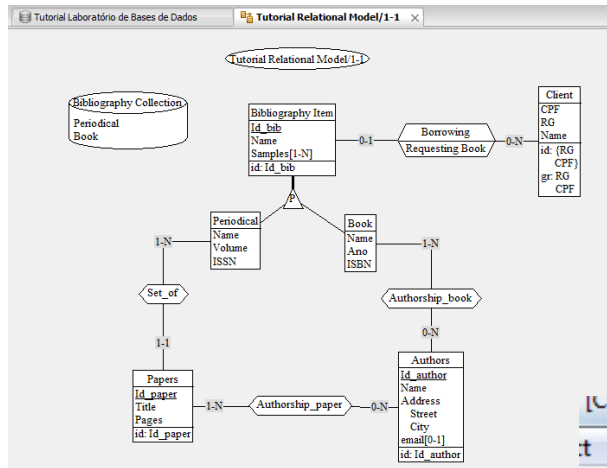 Tutorial Laboratório de Bases de Dados
Tutorial Relational Model/1-1
Tutorial Relational Model/1-1
Bibliography Collection
Periodical
Book
Bibliography Item
Id_bib
Name
Samples[1-N]
id: Id_bib
0-1
Borrowing
Requesting Book
0-N
Client
CPF
RG
Name
id: {RG
CPF}
gr: RG
CPF
P
Periodical
Name
Volume
ISSN
Book
Name
Ano
ISBN
1-N
1-N
Set_of
Authorship_book
1-1
0-N
Papers
Id_paper
Title
Pages
id: Id_paper
1-N
Authorship_paper
0-N
Authors
Id_author
Name
Address
Street
City
email[0-1]
id: Id_author